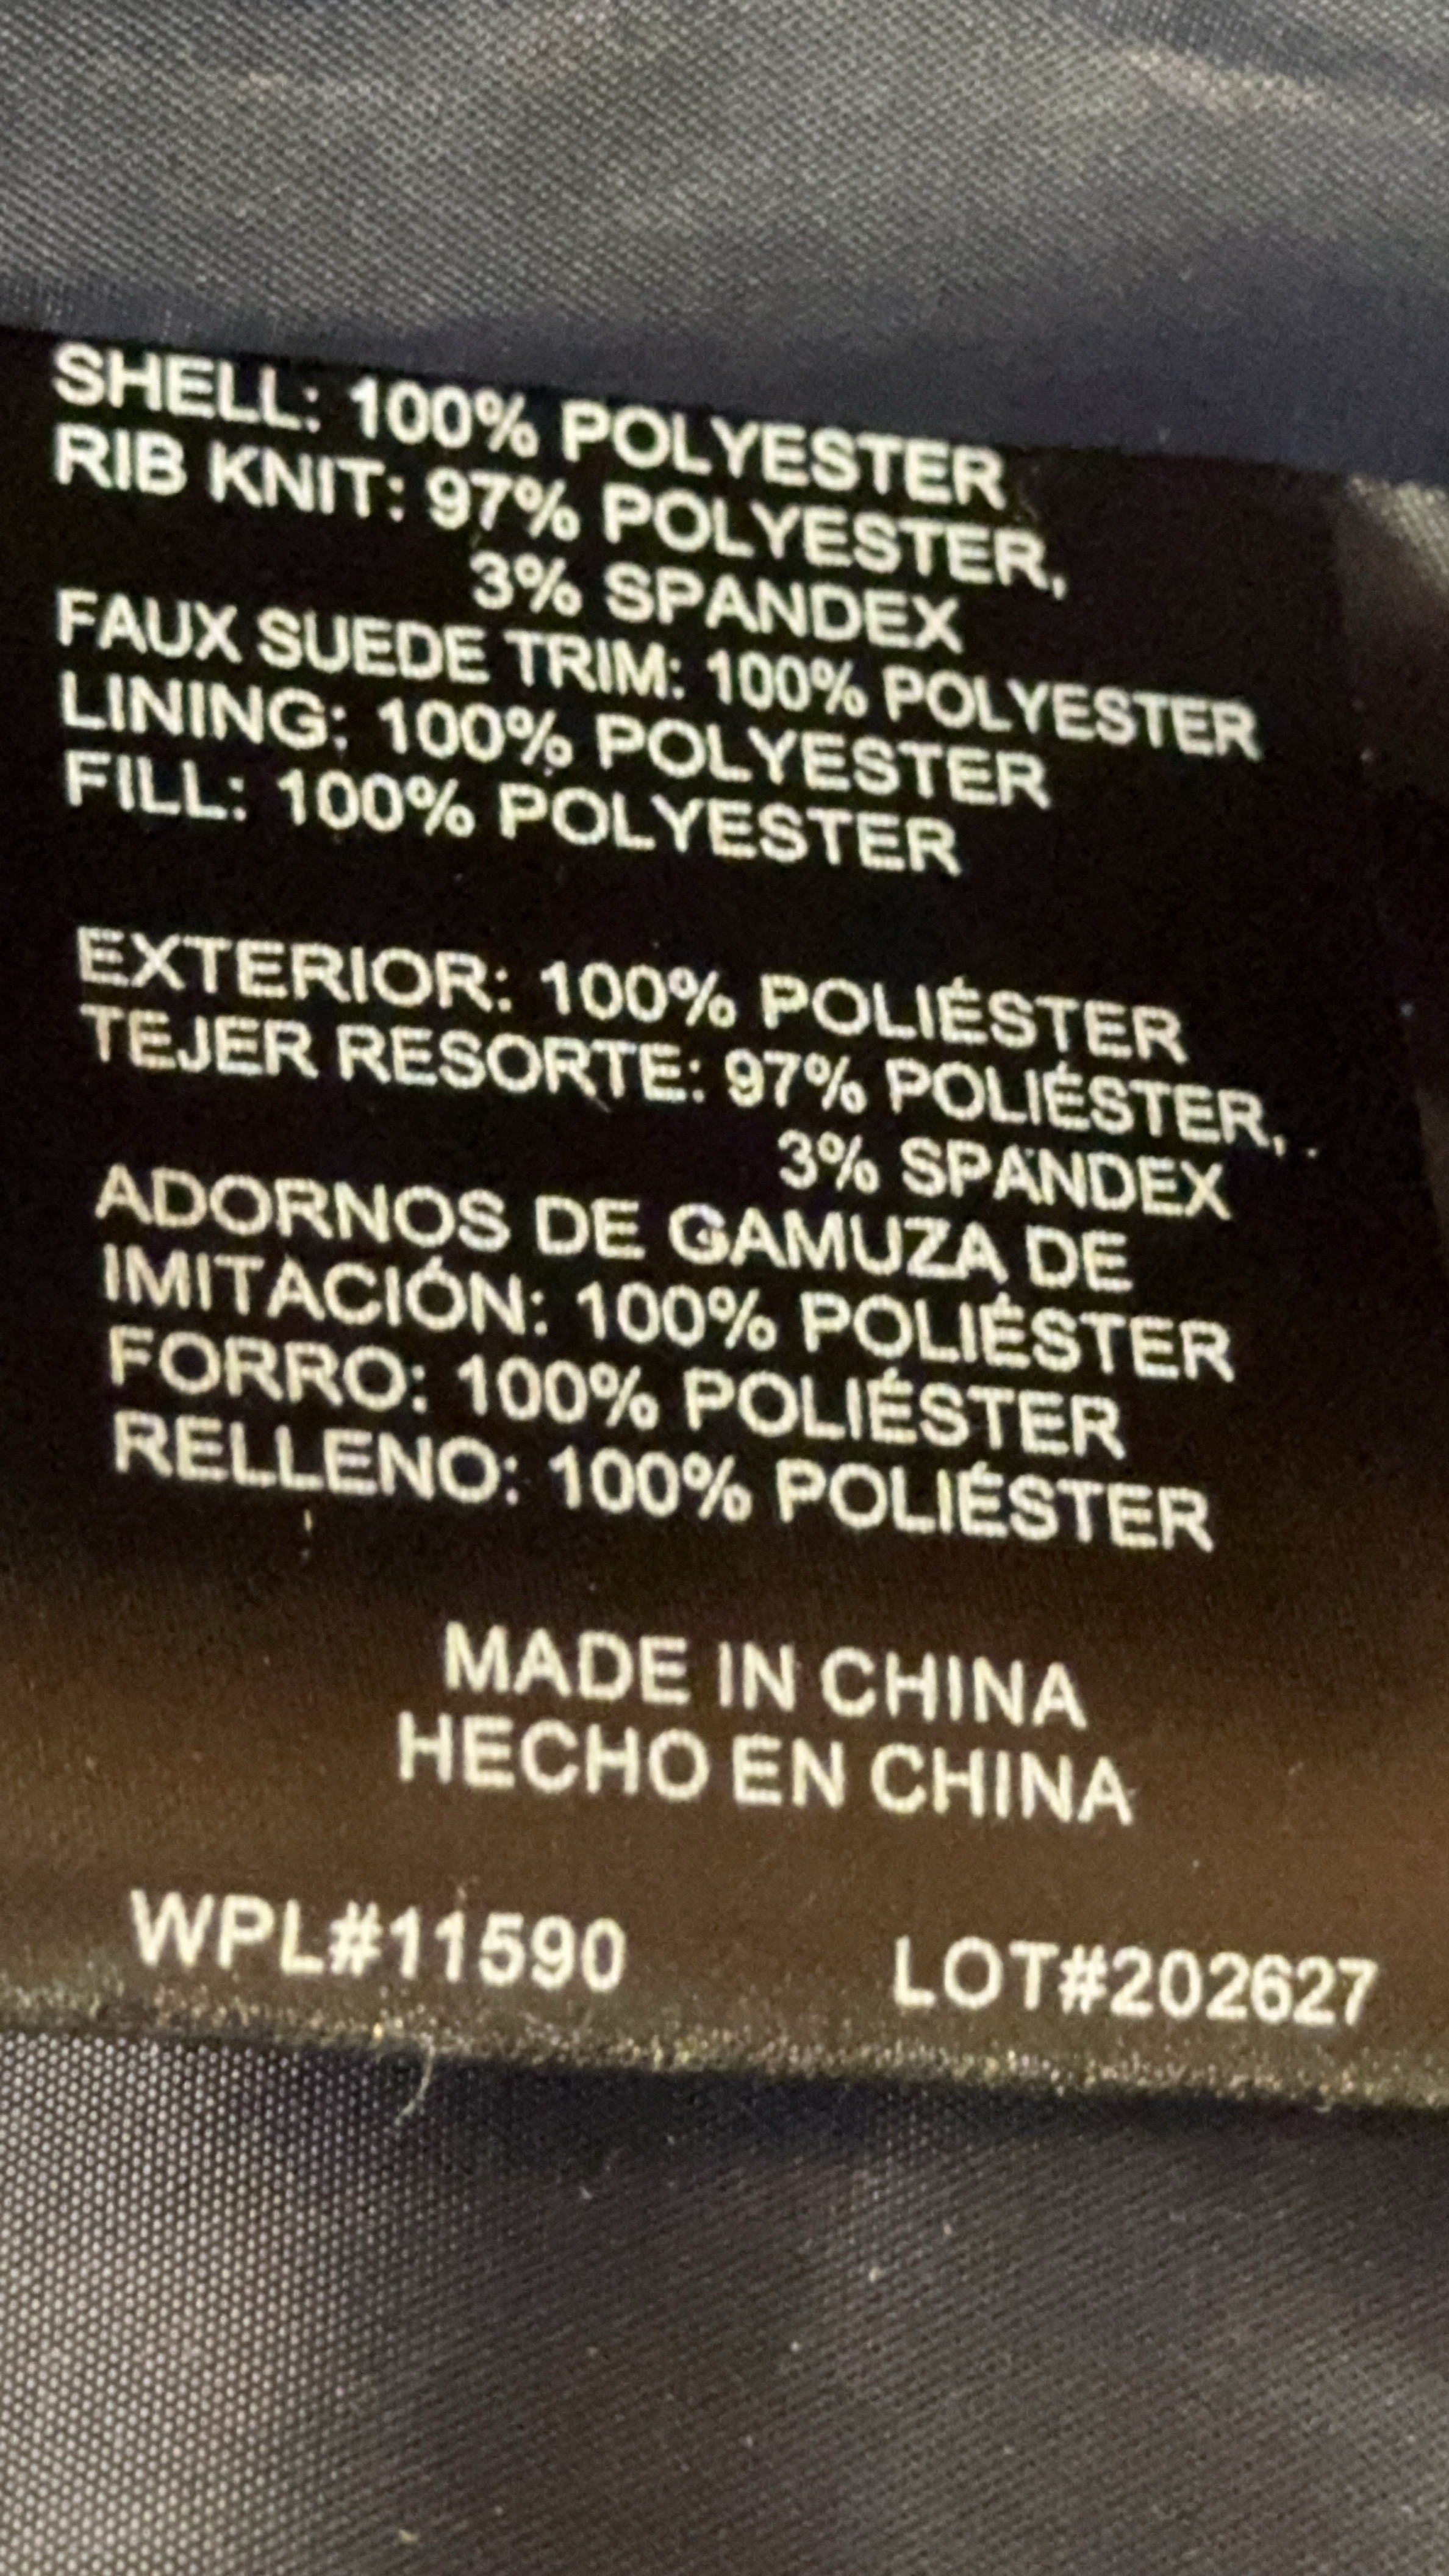 SHELL: 100% POLYESTER
RIB KNIT: 97% POLYESTER,
3% SPANDEX
FAUX SUEDE TRIM: 100% POLYESTER
LINING: 100% POLYESTER
FILL: 100% POLYESTER
EXTERIOR: 100% POLIÉSTER
TEJER RESORTE: 97% POLIÉSTER,
3% SPANDEX
ADORNOS DE GAMUZA DE
IMITACIÓN: 100% POLIÉSTER
FORRO: 100% POLIÉSTER
RELLENO: 100% POLIÉSTER
MADE IN CHINA
HECHO EN CHINA
WPL#11590 LOT#202627